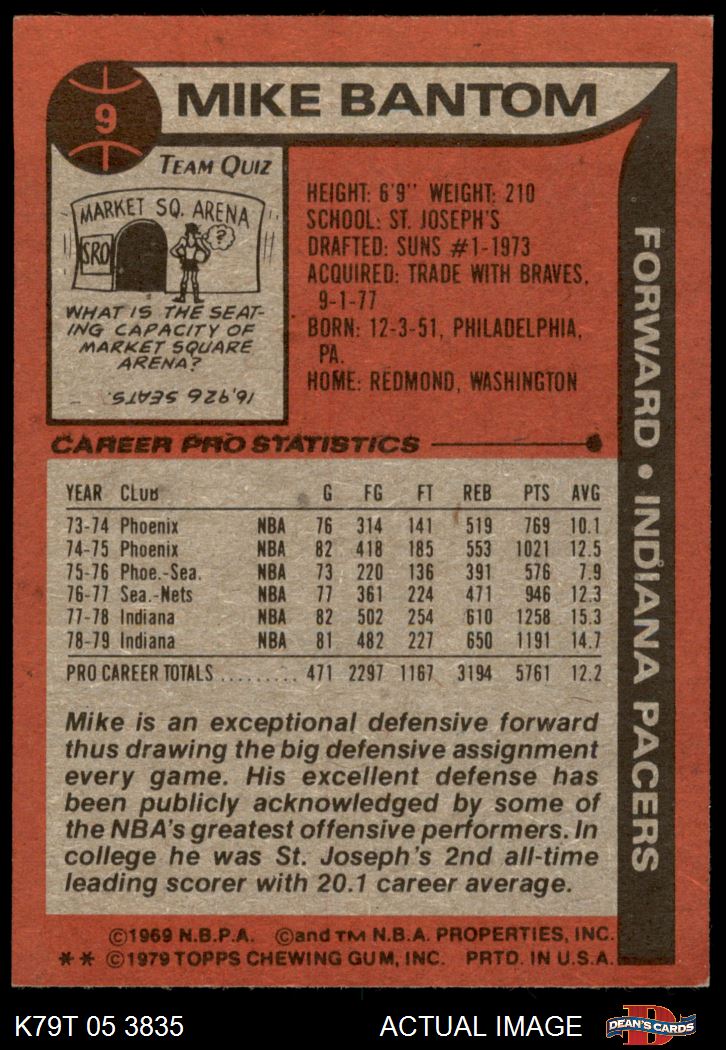 9
MIKE BANTOM
TEAM QUIZ
MARKET SQ. ARENA
SRO
?
WHAT IS THE SEAT-
ING CAPACITY OF
MARKET SQUARE
ARENA?
16,926 SEATS.
HEIGHT: 6'9" WEIGHT: 210
SCHOOL: ST. JOSEPH'S
DRAFTED: SUNS #1-1973
ACQUIRED: TRADE WITH BRAVES,
9-1-77
BORN: 12-3-51, PHILADELPHIA,
PA.
HOME: REDMOND, WASHINGTON
FORWARD • INDIANA PACERS
CAREER PRO STATISTICS
YEAR CLUB G FG FT REB PTS AVG
73-74 Phoenix NBA 76 314 141 519 769 10.1
74-75 Phoenix NBA 82 418 185 553 1021 12.5
75-76 Phoe.-Sea. NBA 73 220 136 391 576 7.9
76-77 Sea.-Nets NBA 77 361 224 471 946 12.3
77-78 Indiana NBA 82 502 254 610 1258 15.3
78-79 Indiana NBA 81 482 227 650 1191 14.7
PRO CAREER TOTALS ......... 471 2297 1167 3194 5761 12.2
Mike is an exceptional defensive forward
thus drawing the big defensive assignment
every game. His excellent defense has
been publicly acknowledged by some of
the NBA's greatest offensive performers. In
college he was St. Joseph's 2nd all-time
leading scorer with 20.1 career average.
©1969 N.B.P.A. ©and TM N.B.A. PROPERTIES, INC.
** ©1979 TOPPS CHEWING GUM, INC. PRTD. IN U.S.A.
K79T 05 3835 ACTUAL IMAGE D DEAN'S CARDS